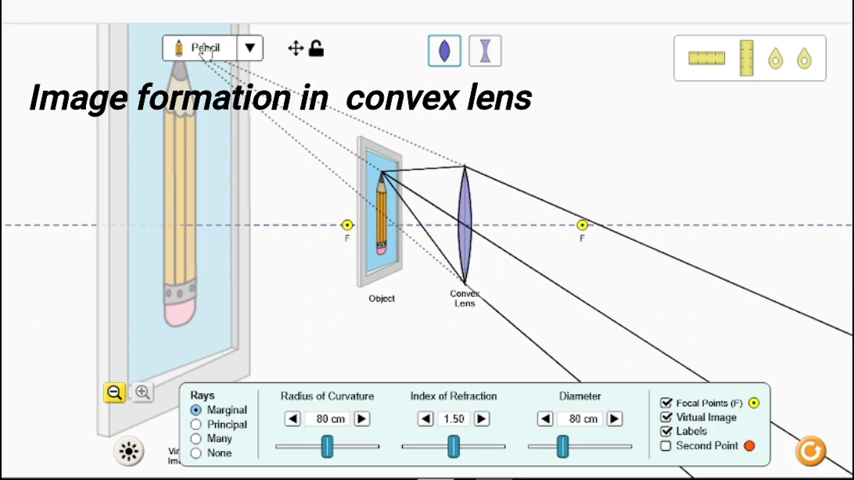 Pencil
Image formation in convex lens
F
F
Object
Convex
Lens
Rays
Marginal
Principal
Many
None
Radius of Curvature
80 cm
Index of Refraction
1.50
Diameter
80 cm
Focal Points (F)
Virtual Image
Labels
Second Point